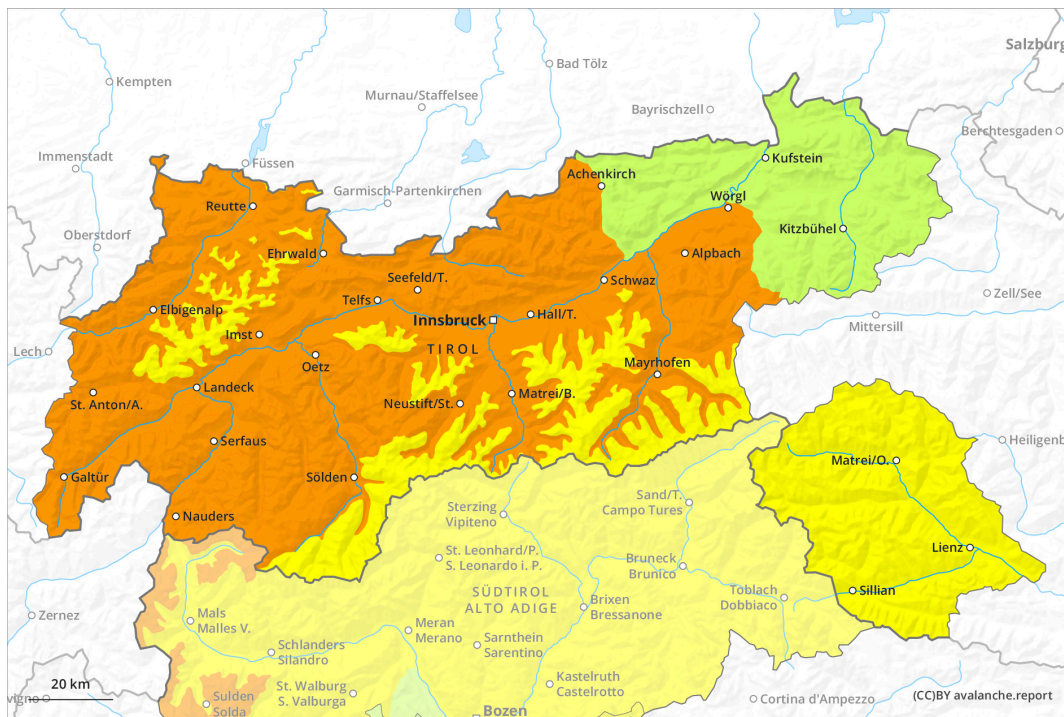 Salzburg
Kempten
Bad Tölz
Murnau/Staffelsee
Bayrischzell
Berchtesgaden
Immenstadt
Füssen
Kufstein
Achenkirch
Garmisch-Partenkirchen
Reutte
Wörgl
Oberstdorf
Kitzbühel
Ehrwald
Alpbach
Seefeld/T.
Schwaz
Zell/See
Telfs
Elbigenalp
Hall/T.
Innsbruck
Mittersill
Imst
Lech
TIROL
Oetz
Mayrhofen
Landeck
St. Anton/A.
Matrei/B.
Neustift/St.
Serfaus
Heiligenb
Matrei/O.
Galtür
Sölden
Sand/T.
Campo Tures
Sterzing
Vipiteno
Nauders
Lienz
St. Leonhard/P.
S. Leonardo i. P.
Bruneck
Brunico
SÜDTIROL
ALTO ADIGE
Sillian
Toblach
Dobbiaco
Brixen
Bressanone
Zernez
Mals
Malles V.
Meran
Merano
Schlanders
Silandro
Sarnthein
Sarentino
20 km
St. Walburg
S. Valburga
Kastelruth
Castelrotto
vigno
Sulden
Solda
Cortina d'Ampezzo
(CC)BY avalanche.report
Bozen